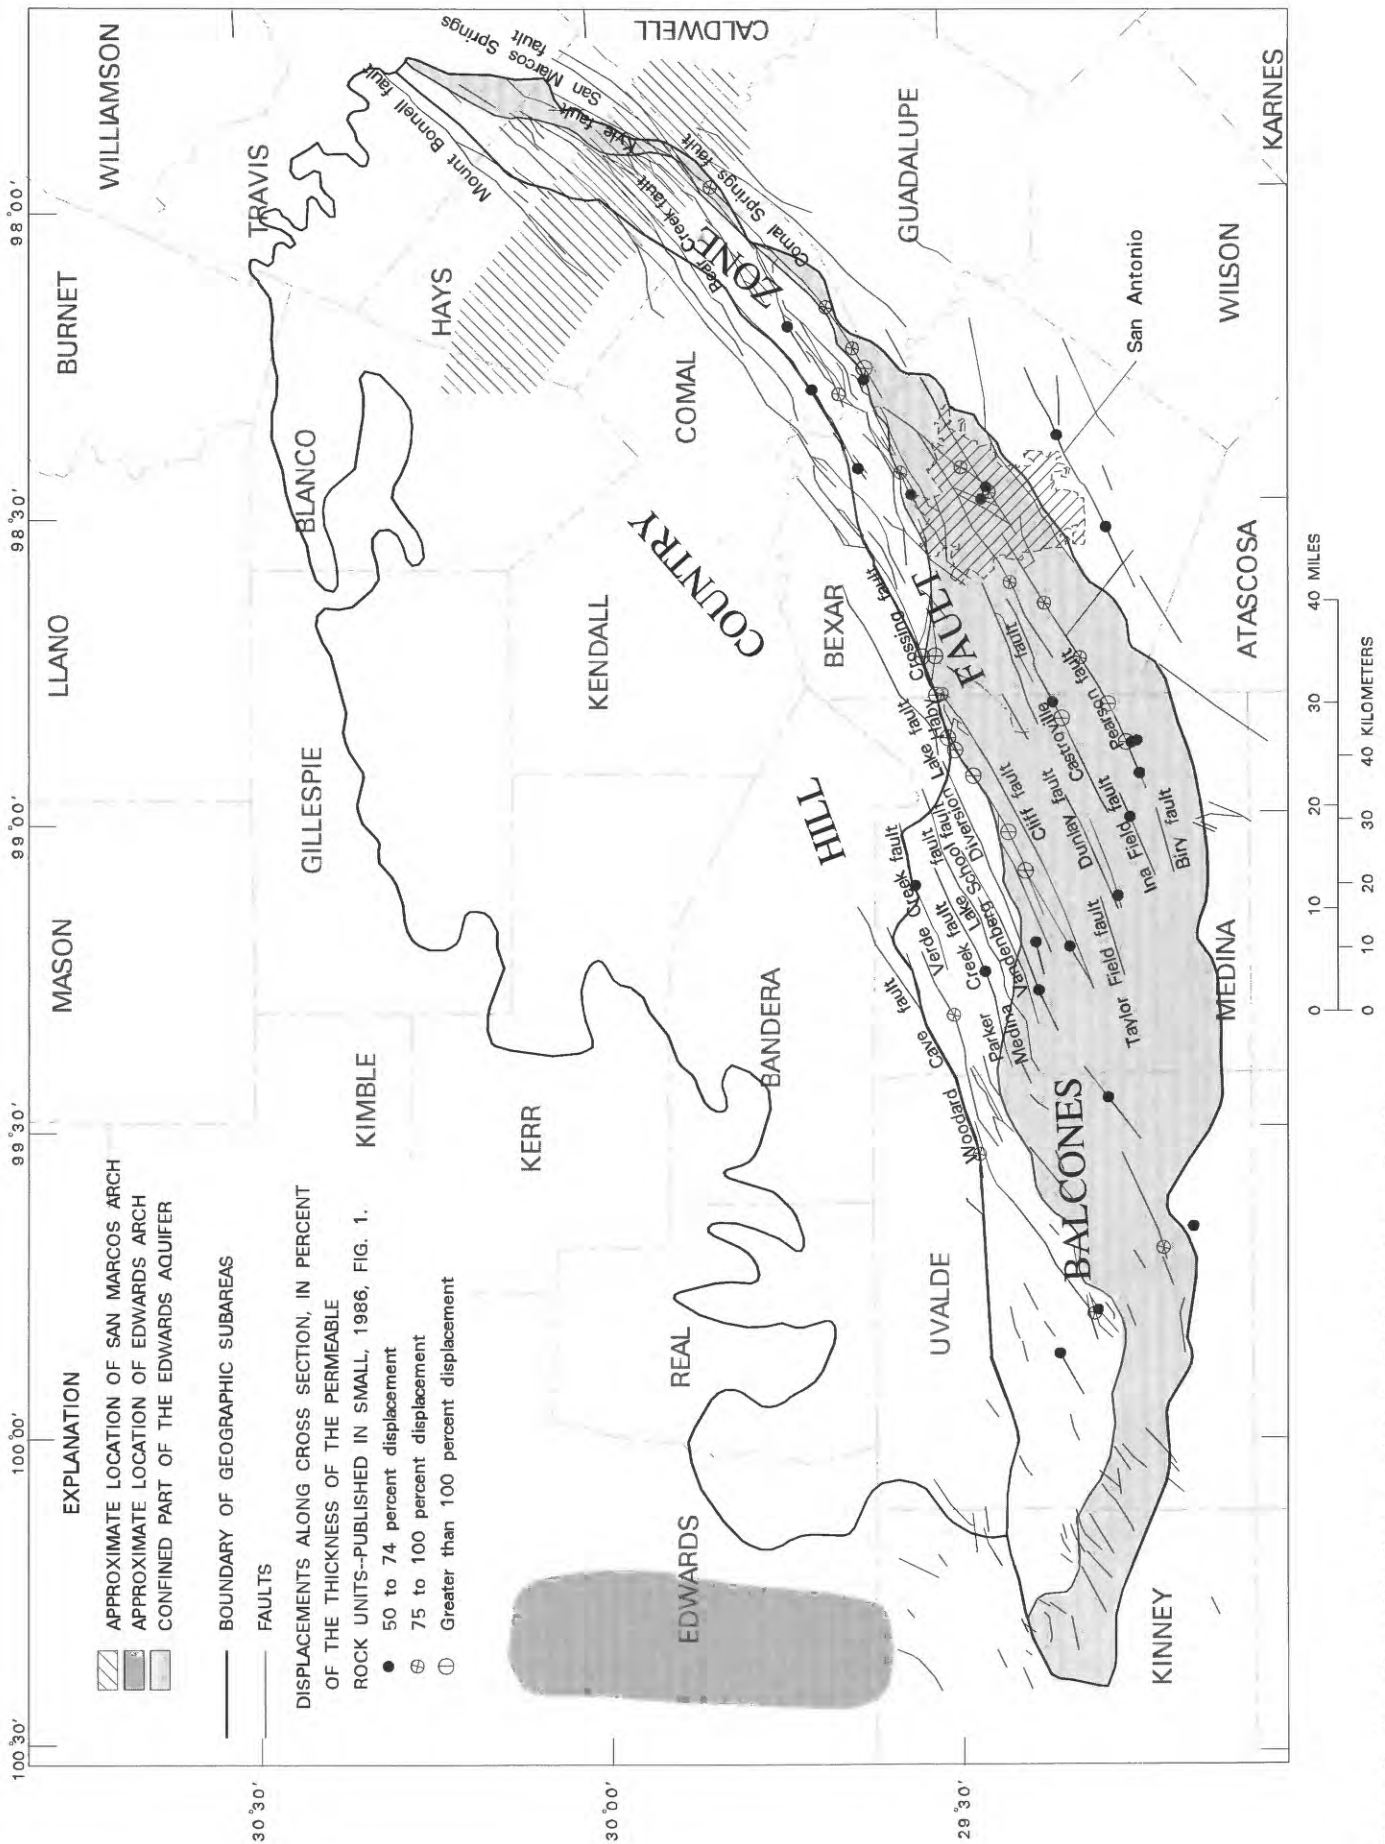 EXPLANATION
APPROXIMATE LOCATION OF SAN MARCOS ARCH
APPROXIMATE LOCATION OF EDWARDS ARCH
CONFINED PART OF THE EDWARDS AQUIFER
BOUNDARY OF GEOGRAPHIC SUBAREAS
FAULTS
DISPLACEMENTS ALONG CROSS SECTION, IN PERCENT
OF THE THICKNESS OF THE PERMEABLE
ROCK UNITS--PUBLISHED IN SMALL, 1986, FIG. 1.
50 to 74 percent displacement
75 to 100 percent displacement
Greater than 100 percent displacement
100°30'
100°00'
99°30'
99°00'
98°30'
98°00'
30°30'
30°00'
29°30'
MASON
LLANO
BURNET
WILLIAMSON
TRAVIS
KIMBLE
GILLESPIE
BLANCO
HAYS
CALDWELL
KERR
KENDALL
COMAL
GUADALUPE
EDWARDS
REAL
BANDERA
BEXAR
UVALDE
KINNEY
MEDINA
ATASCOSA
WILSON
KARNES
San Antonio
HILL
COUNTRY
BALCONES
FAULT
ZONE
Mount Bonnell fault
San Marcos Springs
fault
Kyle fault
Bear Creek fault
Comal Springs fault
Woodard Cave fault
Verde Creek fault
Parker Creek fault
Medina Lake fault
Vandenberg School fault
Diversion Lake fault
Haby Crossing fault
Cliff fault
Dunlay fault
Castroville fault
Pearson fault
Taylor Field fault
Ina Field fault
Biry fault
0 10 20 30 40 MILES
0 10 20 30 40 KILOMETERS